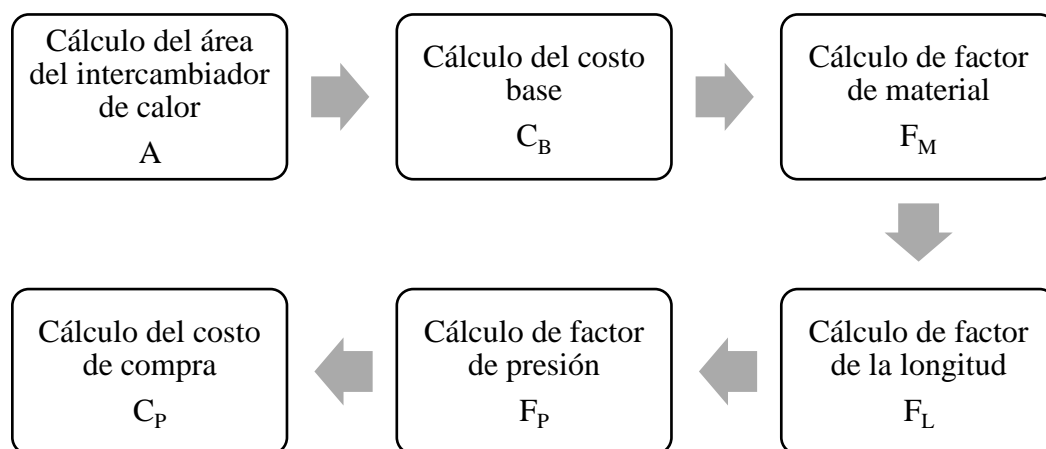 Cálculo del área
del intercambiador
de calor
A
Cálculo del costo
base
C_B
Cálculo de factor
de material
F_M
Cálculo de factor
de la longitud
F_L
Cálculo de factor
de presión
F_P
Cálculo del costo
de compra
C_P